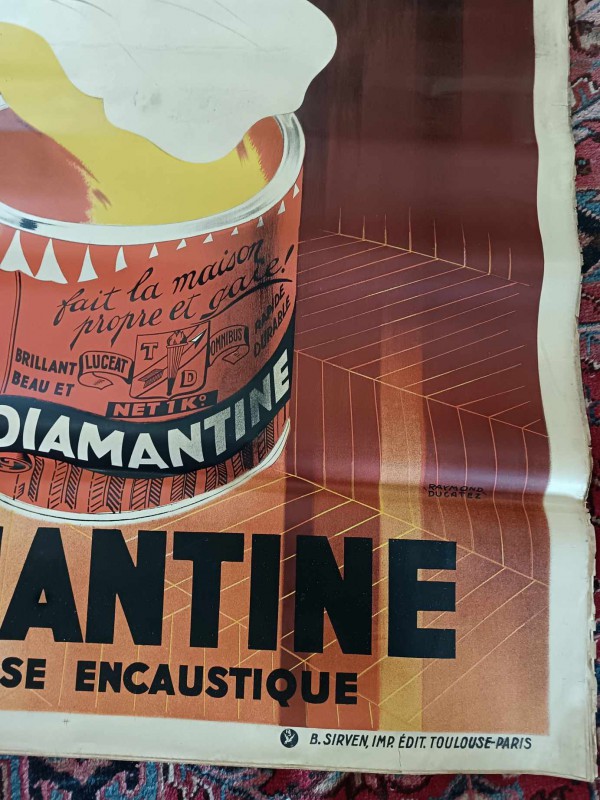 fait la maison
propre et gaie!
BRILLANT
BEAU ET
LUCEAT
T D
OMNIBUS
RAPIDE
DURABLE
NET 1 K°
DIAMANTINE
RAYMOND
DUCATEZ
MANTINE
SE ENCAUSTIQUE
B. SIRVEN, IMP. ÉDIT. TOULOUSE-PARIS